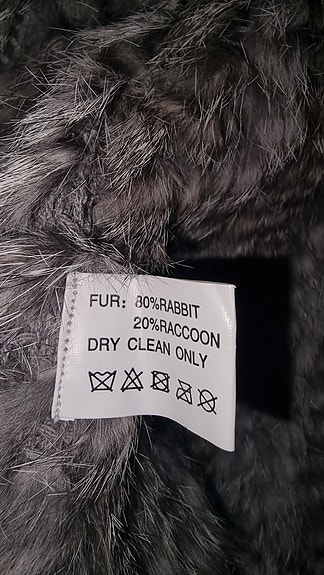 FUR: 80%RABBIT
20%RACCOON
DRY CLEAN ONLY